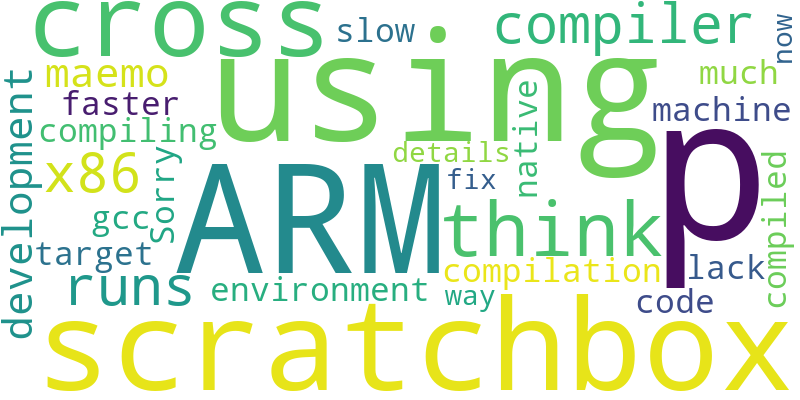 cross
slow
compiler
now
using
maemo
much
faster
machine
compiling
development
x86
Sorry
details
native
fix
p
ARM
think
compiled
gcc
target
runs
environment
compilation
lack
way
code
scratchbox